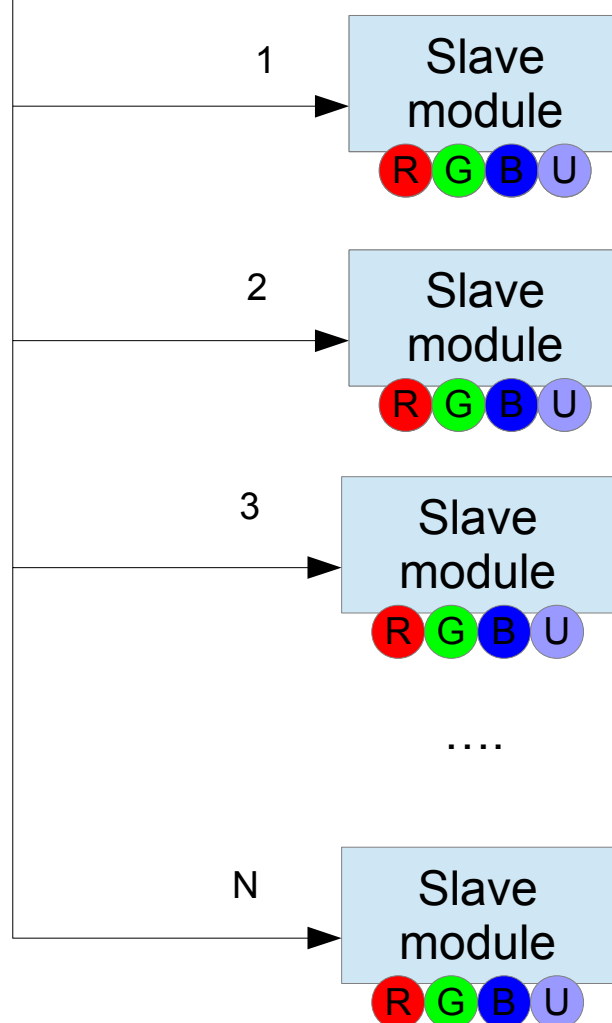 1
Slave
module
R G B U
2
Slave
module
R G B U
3
Slave
module
R G B U
....
N
Slave
module
R G B U